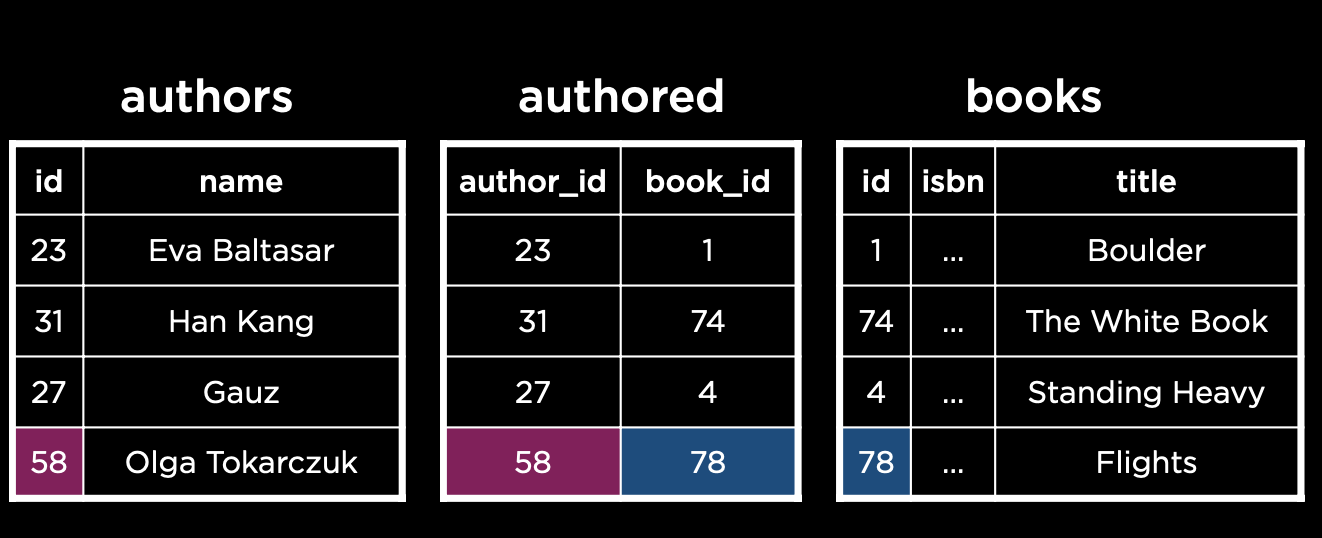 authors authored books
id name author_id book_id id isbn title
23 Eva Baltasar 23 1 1 ... Boulder
31 Han Kang 31 74 74 ... The White Book
27 Gauz 27 4 4 ... Standing Heavy
58 Olga Tokarczuk 58 78 78 ... Flights